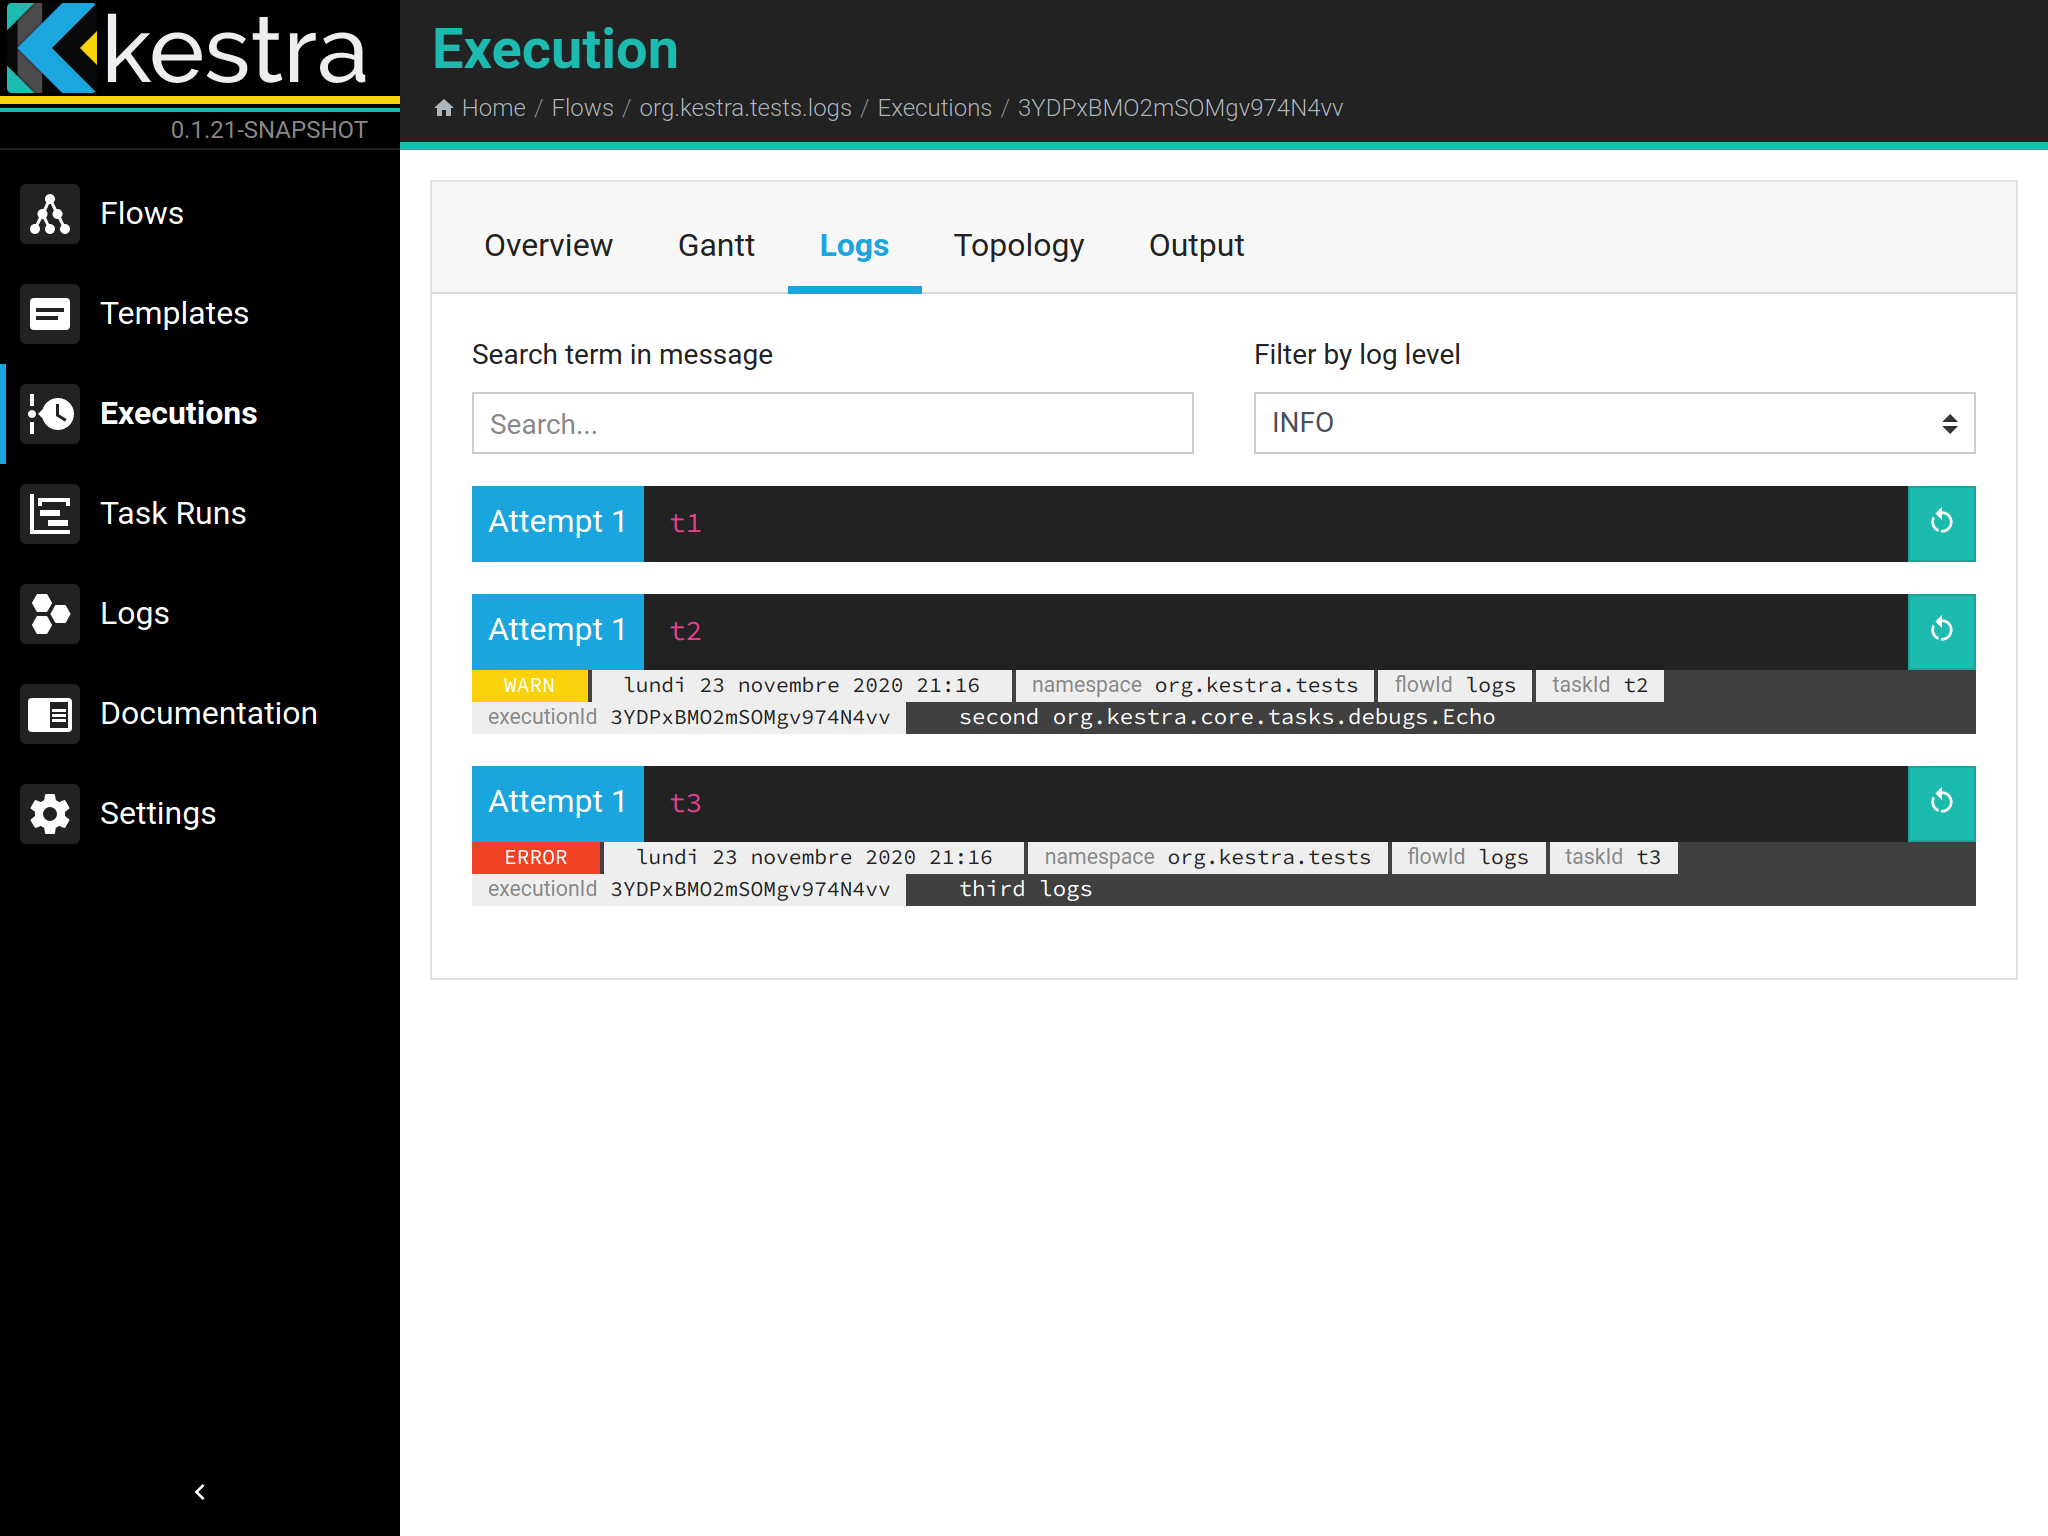 kestra
0.1.21-SNAPSHOT
Flows
Templates
Executions
Task Runs
Logs
Documentation
Settings
Execution
Home / Flows / org.kestra.tests.logs / Executions / 3YDPxBMO2mSOMgv974N4vv
Overview Gantt Logs Topology Output
Search term in message
Search...
Filter by log level
INFO
Attempt 1 t1
Attempt 1 t2
WARN lundi 23 novembre 2020 21:16 namespace org.kestra.tests flowId logs taskId t2
executionId 3YDPxBMO2mSOMgv974N4vv second org.kestra.core.tasks.debugs.Echo
Attempt 1 t3
ERROR lundi 23 novembre 2020 21:16 namespace org.kestra.tests flowId logs taskId t3
executionId 3YDPxBMO2mSOMgv974N4vv third logs